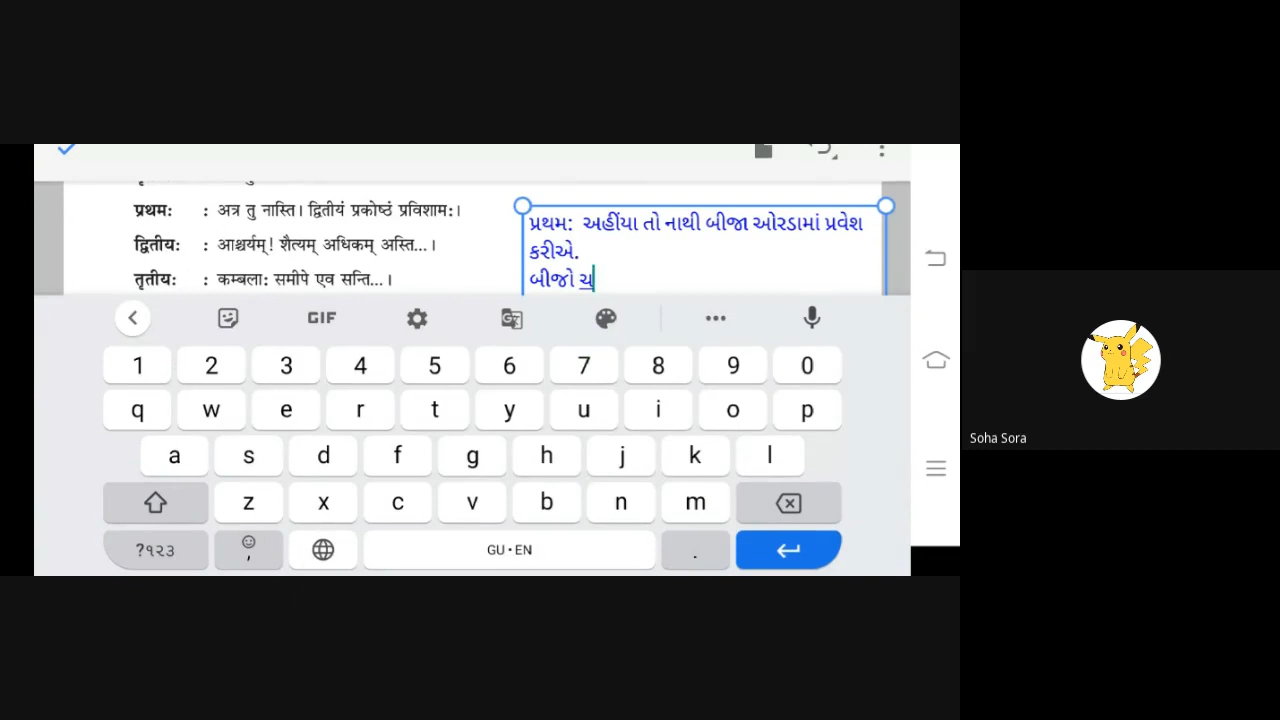 प्रथमः : अत्र तु नास्ति। द्वितीयं प्रकोष्ठं प्रविशामः।
द्वितीयः : आश्चर्यम्! शैत्यम् अधिकम् अस्ति...।
तृतीयः : कम्बलाः समीपे एव सन्ति...।
પ્રથમઃ અહીંયા તો નાથી બીજા ઓરડામાં પ્રવેશ
કરીએ.
બીજો ચ
GIF
1 2 3 4 5 6 7 8 9 0
q w e r t y u i o p
a s d f g h j k l
z x c v b n m
?૧૨૩ , GU • EN .
Soha Sora